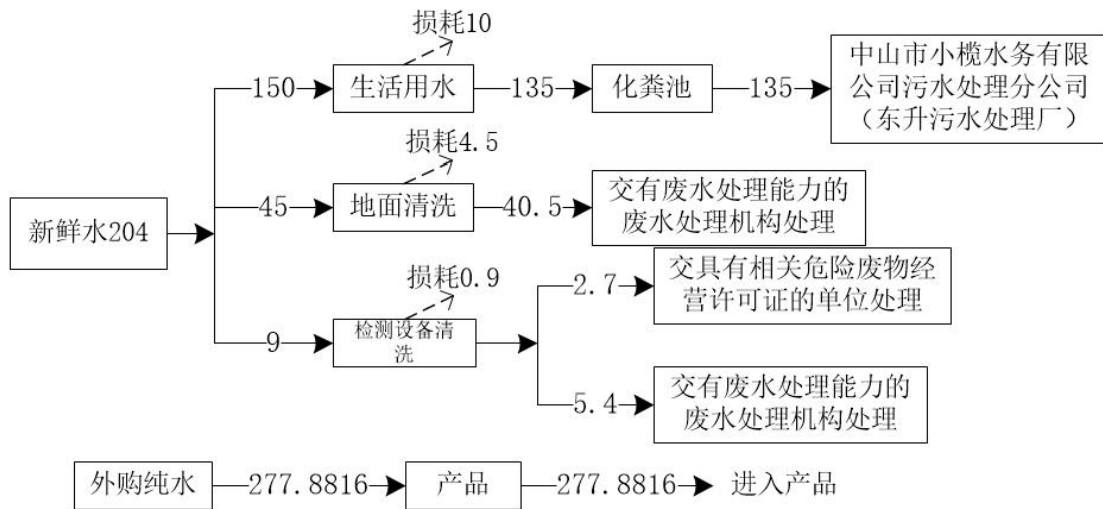 损耗10
150
生活用水
135
化粪池
135
中山市小榄水务有限
公司污水处理分公司
（东升污水处理厂）
损耗4.5
新鲜水204
45
地面清洗
40.5
交有废水处理能力的
废水处理机构处理
损耗0.9
9
检测设备清
洗
2.7
交具有相关危险废物经
营许可证的单位处理
5.4
交有废水处理能力的
废水处理机构处理
外购纯水
277.8816
产品
277.8816
进入产品